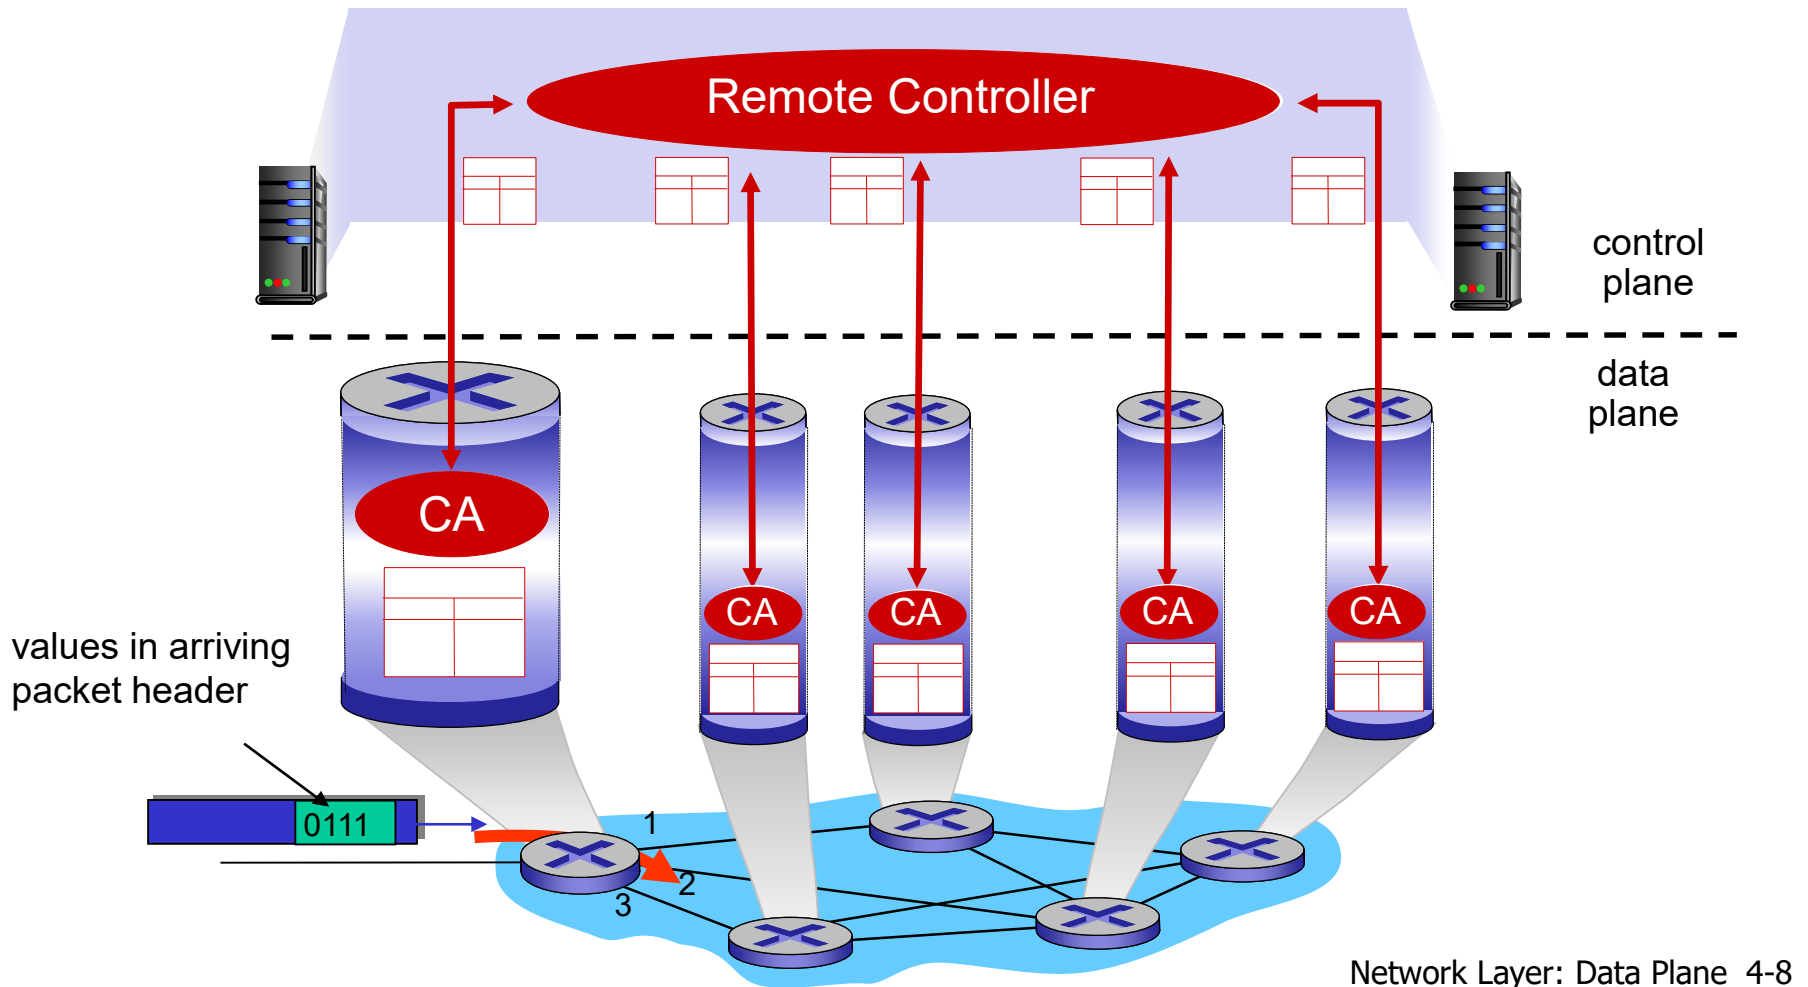 Remote Controller
control
plane
data
plane
CA
CA
CA
CA
CA
values in arriving
packet header
0111
1
2
3
Network Layer: Data Plane 4-8